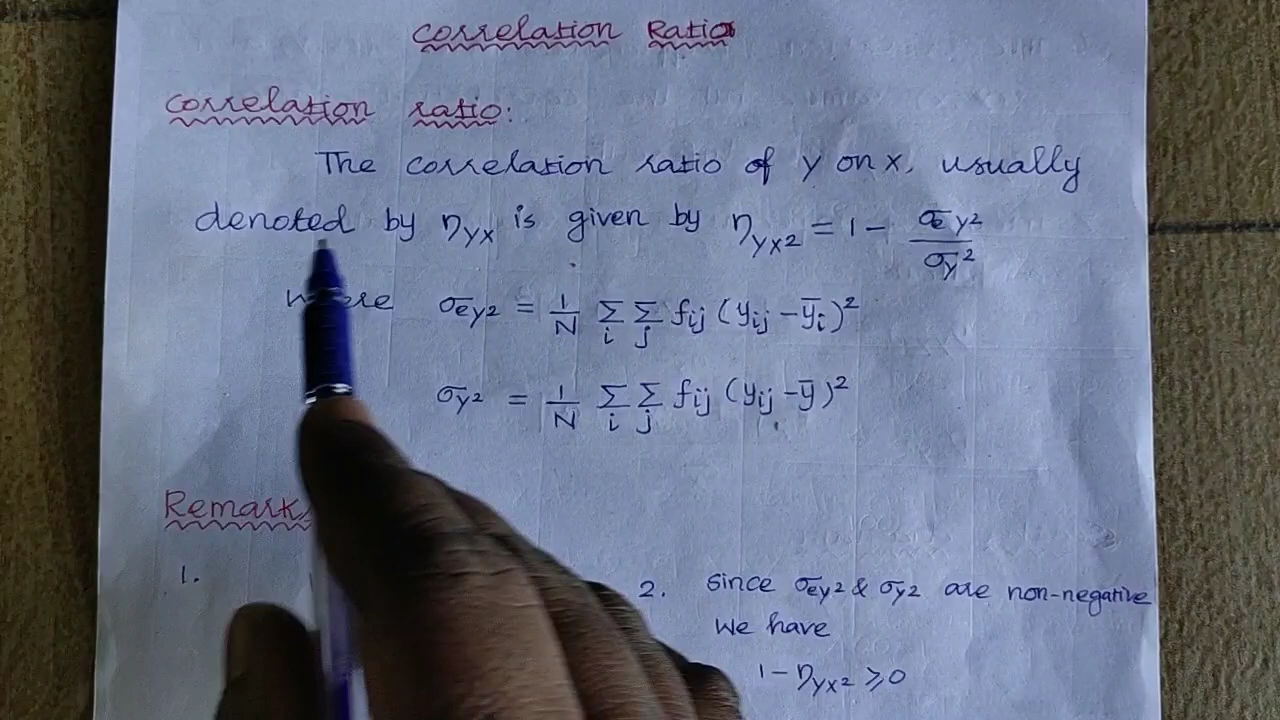 Correlation Ratio
Correlation ratio:
The correlation ratio of y on x, usually
denoted by ηyx is given by ηyx2 = 1 - σey2 / σy2
σey2 = 1/N Σi Σj fij (yij - ȳi)2
σy2 = 1/N Σi Σj fij (yij - ȳ)2
Remark
1.
2. Since σey2 & σy2 are non-negative
We have
1 - ηyx2 ≥ 0